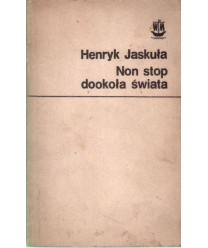 Henryk Jaskuła
Non stop
dookoła świata